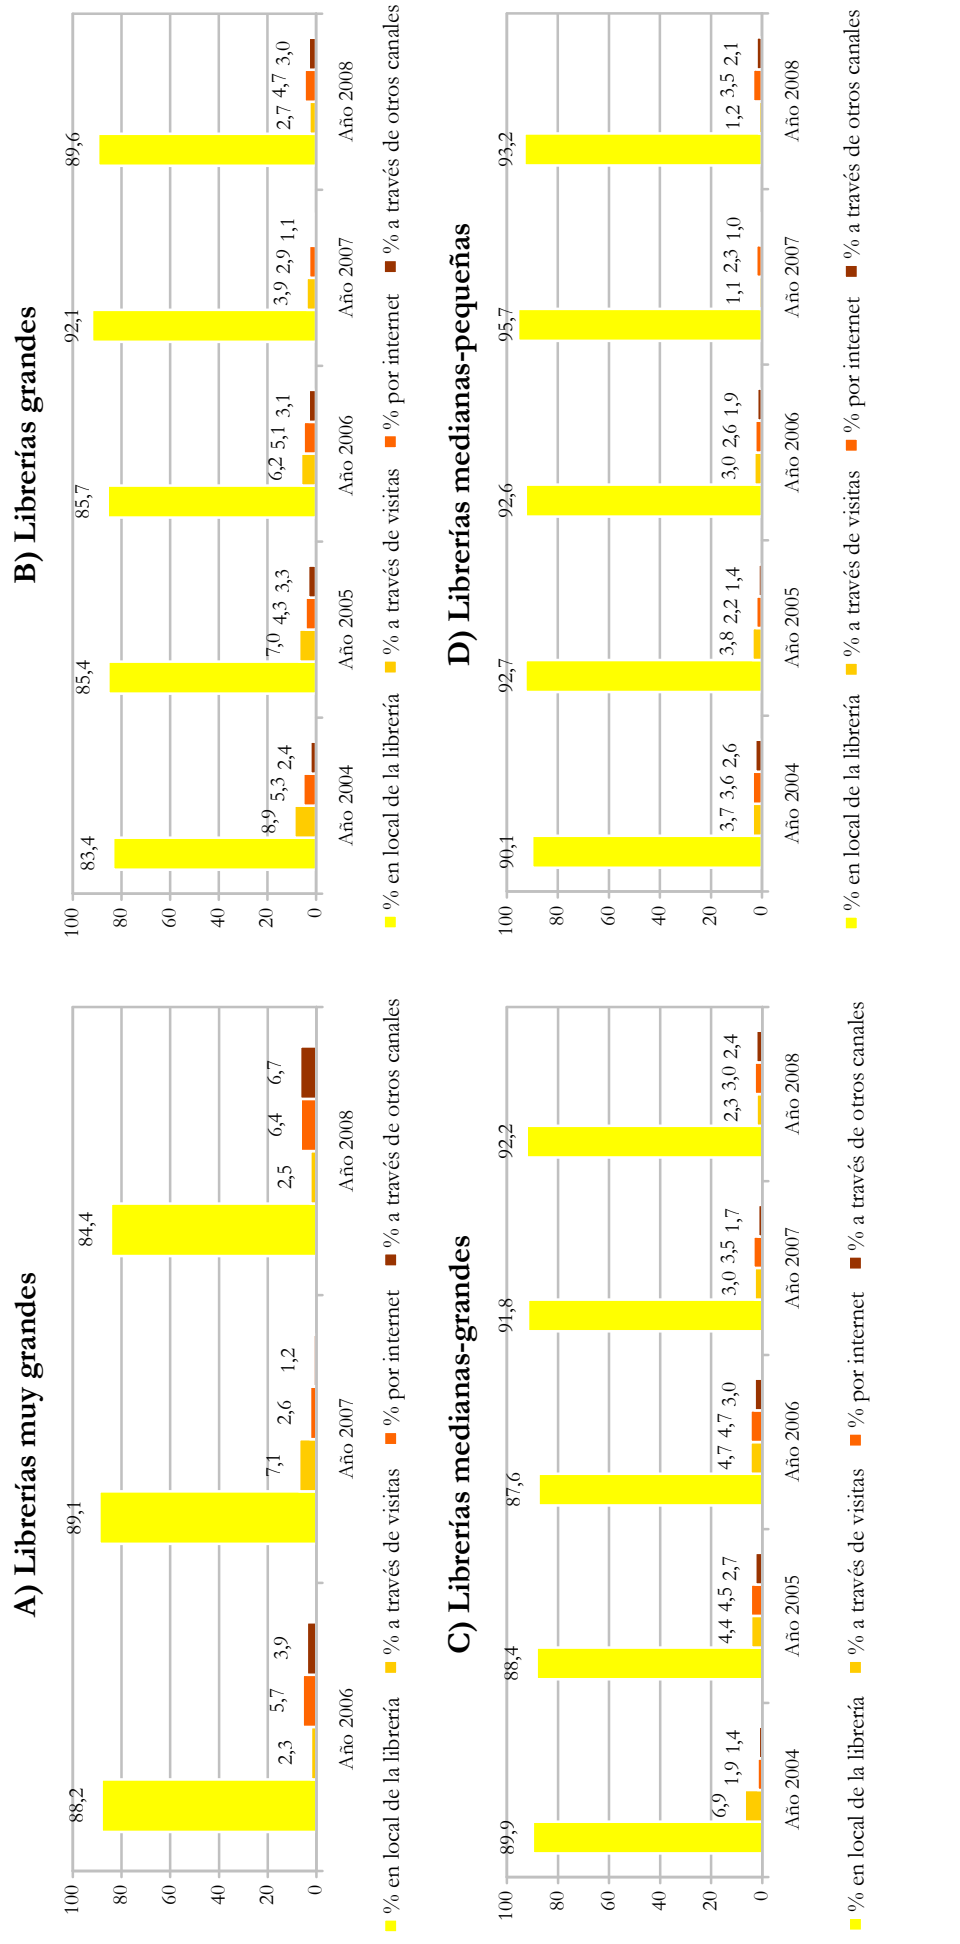 A) Librerías muy grandes
100
80
60
40
20
0
88,2
2,3
5,7
3,9
89,1
7,1
2,6
1,2
84,4
2,5
6,4
6,7
Año 2006
Año 2007
Año 2008
% en local de la librería
% a través de visitas
% por internet
% a través de otros canales
B) Librerías grandes
100
80
60
40
20
0
83,4
8,9
5,3
2,4
85,4
7,0
4,3
3,3
85,7
6,2
5,1
3,1
92,1
3,9
2,9
1,1
89,6
2,7
4,7
3,0
Año 2004
Año 2005
Año 2006
Año 2007
Año 2008
% en local de la librería
% a través de visitas
% por internet
% a través de otros canales
C) Librerías medianas-grandes
100
80
60
40
20
0
89,9
6,9
1,9
1,4
88,4
4,4
4,5
2,7
87,6
4,7
4,7
3,0
91,8
3,0
3,5
1,7
92,2
2,3
3,0
2,4
Año 2004
Año 2005
Año 2006
Año 2007
Año 2008
% en local de la librería
% a través de visitas
% por internet
% a través de otros canales
D) Librerías medianas-pequeñas
100
80
60
40
20
0
90,1
3,7
3,6
2,6
92,7
3,8
2,2
1,4
92,6
3,0
2,6
1,9
95,7
1,1
2,3
1,0
93,2
1,2
3,5
2,1
Año 2004
Año 2005
Año 2006
Año 2007
Año 2008
% en local de la librería
% a través de visitas
% por internet
% a través de otros canales